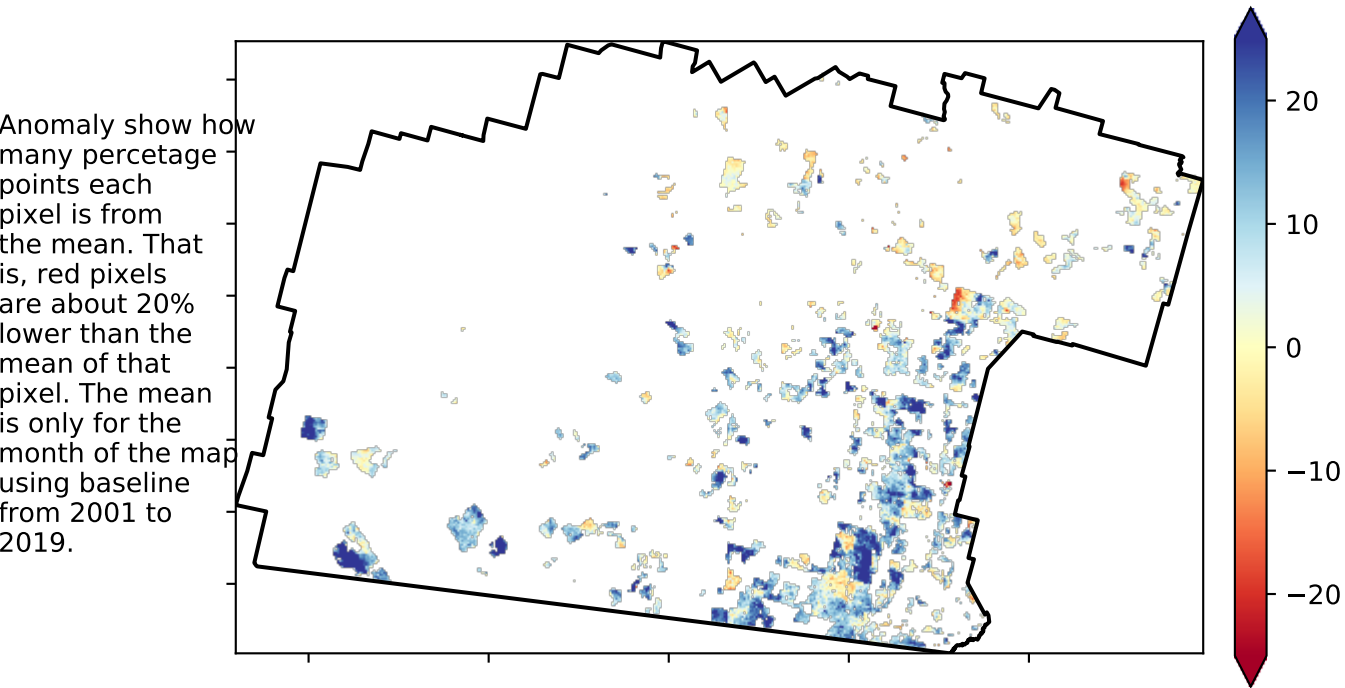 Anomaly show how
many percetage
points each
pixel is from
the mean. That
is, red pixels
are about 20%
lower than the
mean of that
pixel. The mean
is only for the
month of the map
using baseline
from 2001 to
2019.
20
10
0
−10
−20